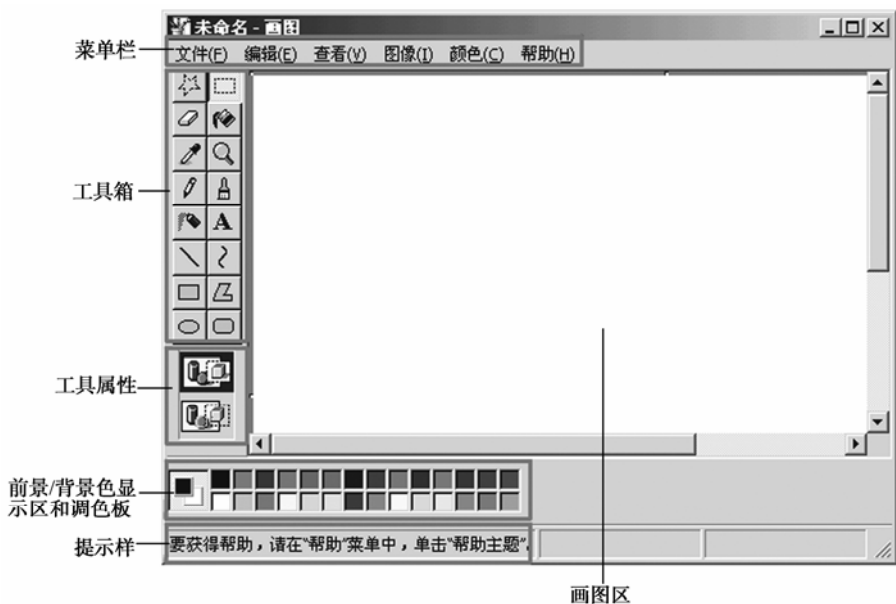 未命名 - 画图
菜单栏
文件(F) 编辑(E) 查看(V) 图像(I) 颜色(C) 帮助(H)
工具箱
A
工具属性
前景/背景色显
示区和调色板
提示样
要获得帮助，请在“帮助”菜单中，单击“帮助主题”。
画图区